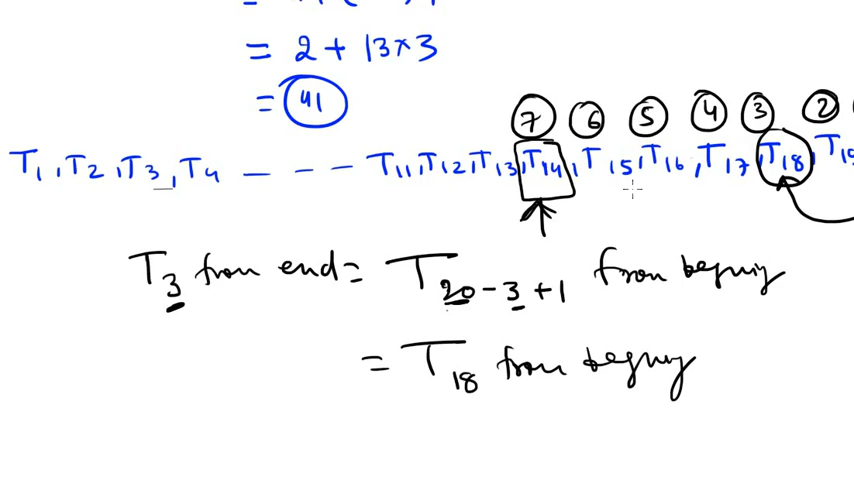 = 2 + 13×3
= 41
7 6 5 4 3 2
T1, T2, T3, T4 - - - - T11, T12, T13, T14, T15, T16, T17, T18, T19
T3 from end = T20-3+1 from beginning
= T18 from beginning